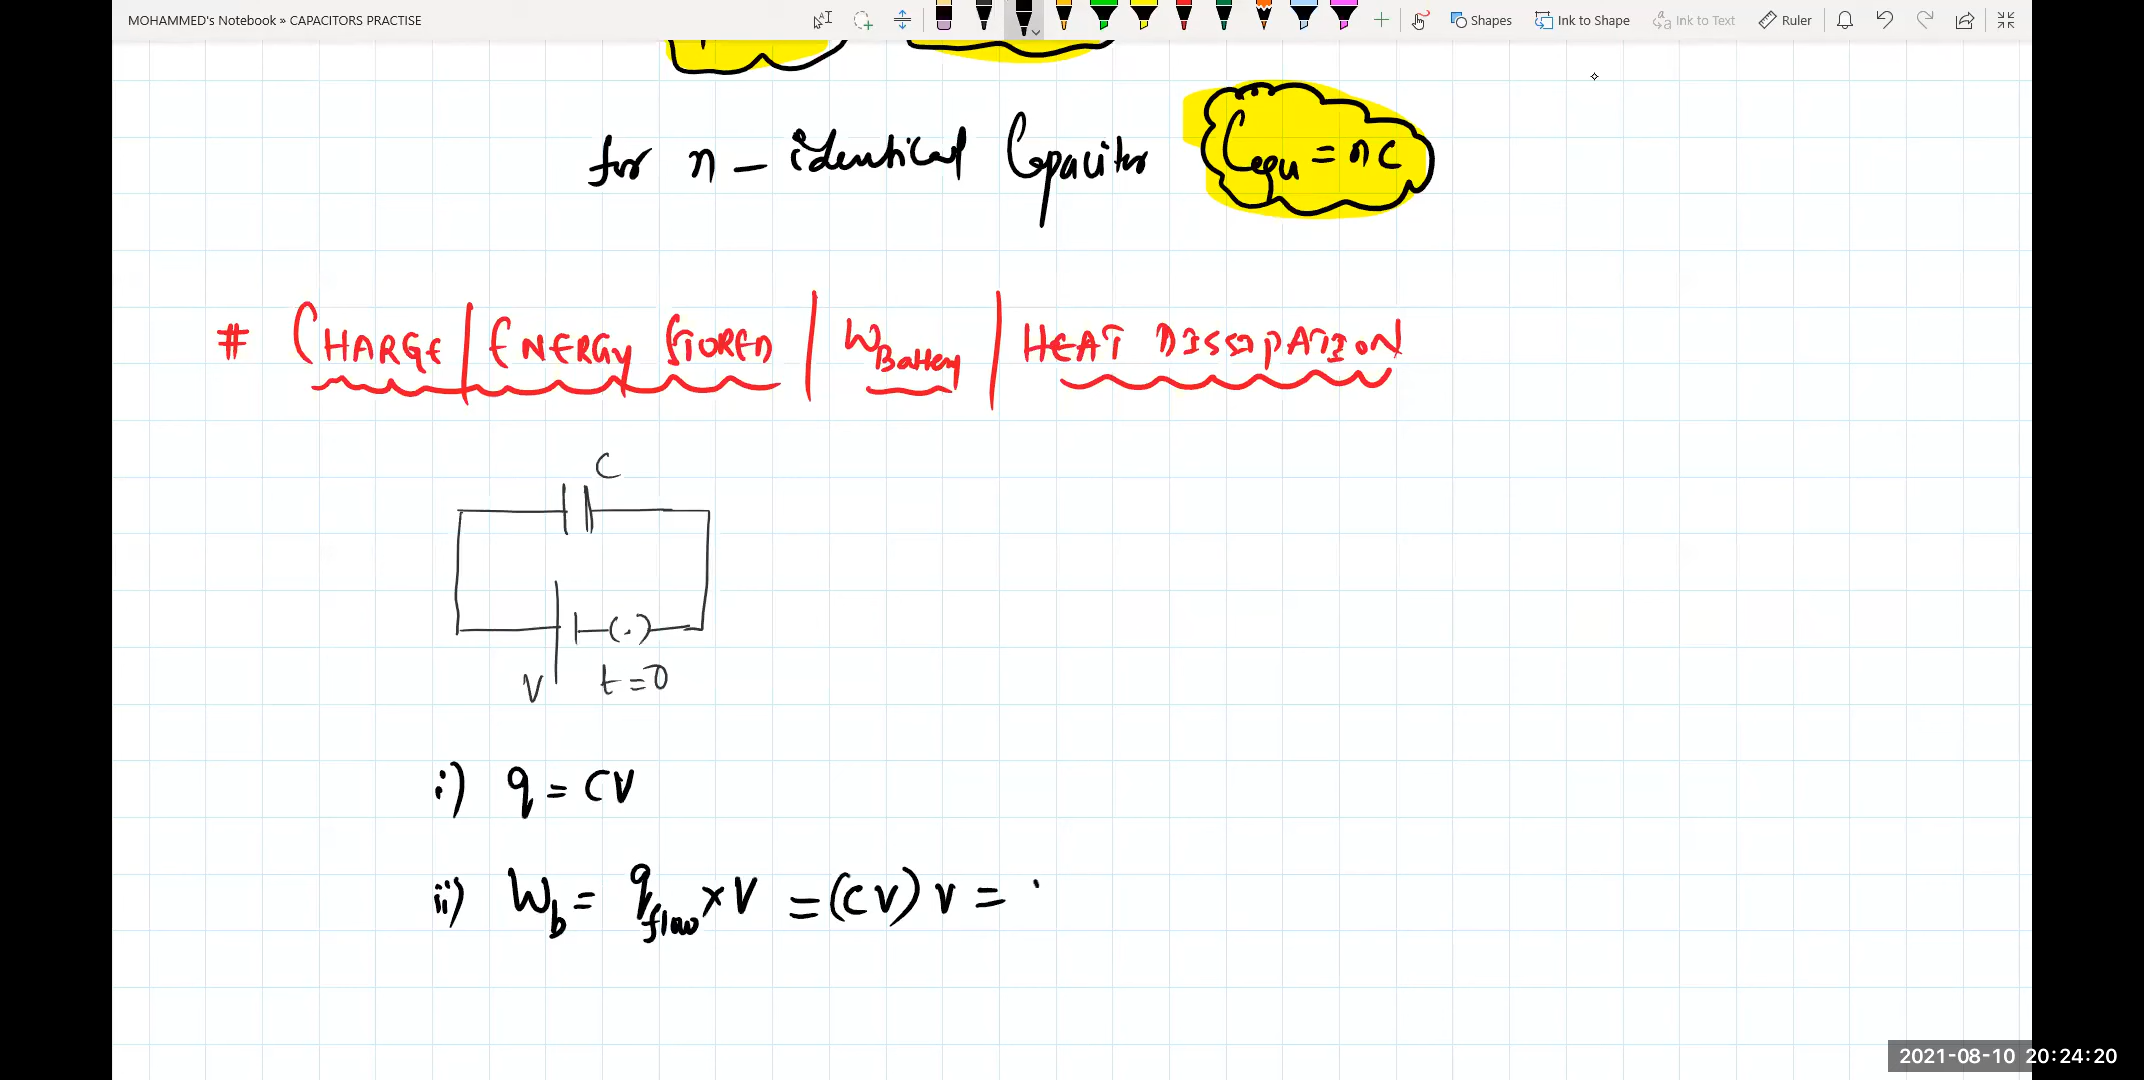 MOHAMMED's Notebook » CAPACITORS PRACTISE
Shapes Ink to Shape Ink to Text Ruler
for n - identical Capacitor Cequ = nC
# CHARGE | ENERGY STORED | WBattery | HEAT DISSIPATION
C
V t=0
i) q = CV
ii) Wb = qflow × V = (CV) V =
2021-08-10 20:24:20